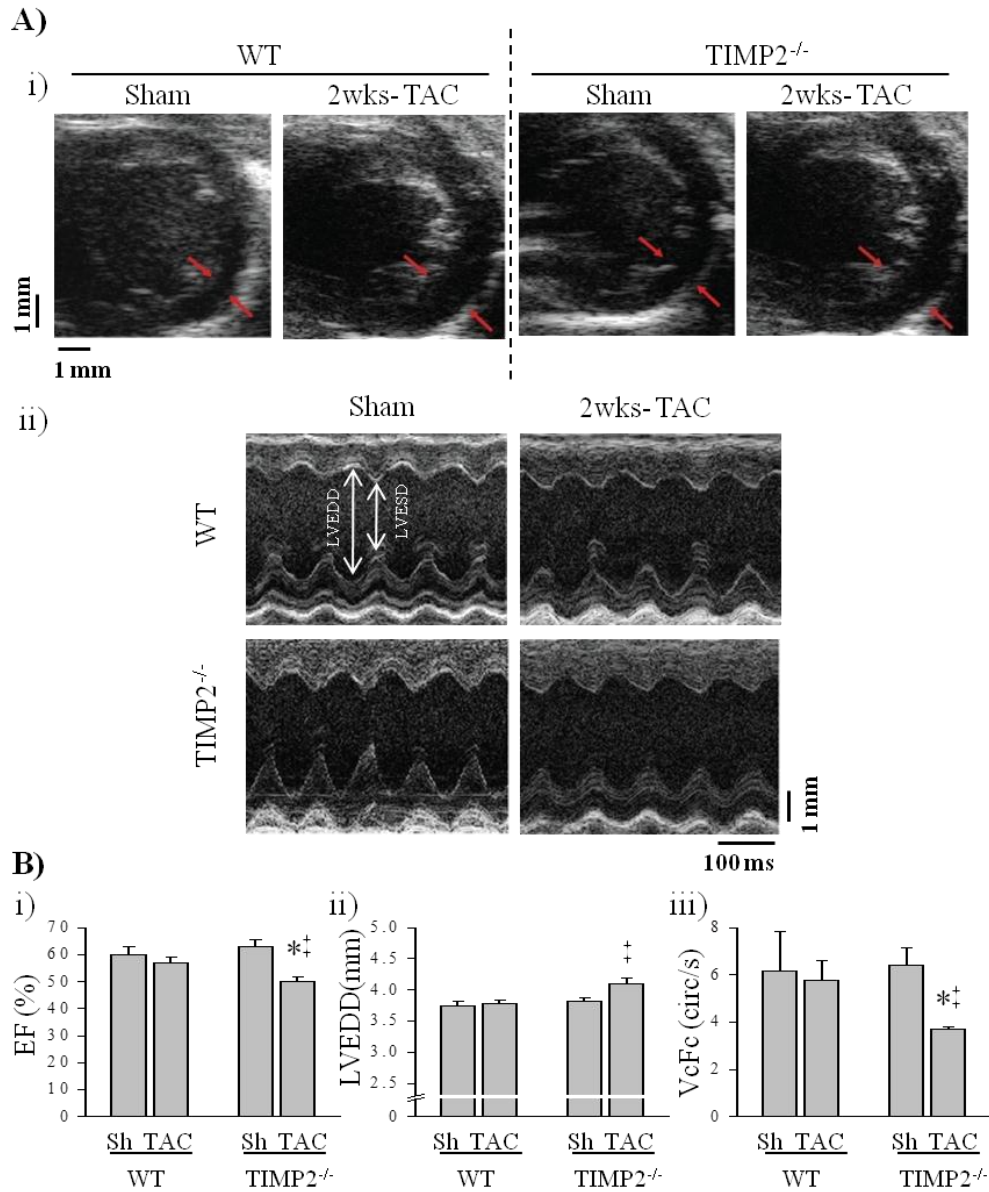 A)
WT
TIMP2-/-
i)
Sham
2wks-TAC
Sham
2wks-TAC
1 mm
1 mm
ii)
Sham
2wks-TAC
WT
LVEDD
LVESD
TIMP2-/-
1 mm
100 ms
B)
i)
EF (%)
70
60
50
40
30
20
10
0
*‡
Sh TAC
Sh TAC
WT
TIMP2-/-
ii)
LVEDD(mm)
5.0
4.5
4.0
3.5
3.0
2.5
0
‡
Sh TAC
Sh TAC
WT
TIMP2-/-
iii)
VcFc (circ/s)
8
6
4
2
0
*‡
Sh TAC
Sh TAC
WT
TIMP2-/-